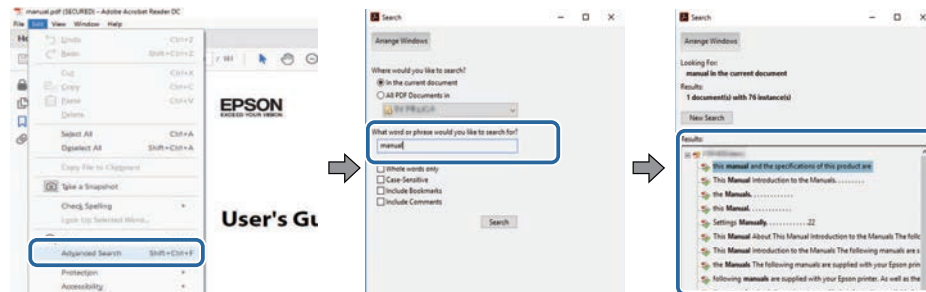 manual.pdf (SECURED) - Adobe Acrobat Reader DC
File Edit View Window Help
Undo Ctrl+Z
Redo Shift+Ctrl+Z
Cut Ctrl+X
Copy Ctrl+C
Paste Ctrl+V
Delete
Select All Ctrl+A
Deselect All Shift+Ctrl+A
Copy File to Clipboard
Take a Snapshot
Check Spelling
Look Up Selected Word...
Advanced Search Shift+Ctrl+F
Protection
Accessibility
EPSON
EXCEED YOUR VISION
User's Gu
Search
Arrange Windows
Where would you like to search?
In the current document
All PDF Documents in
What word or phrase would you like to search for?
manual
Whole words only
Case-Sensitive
Include Bookmarks
Include Comments
Search
Search
Arrange Windows
Looking For:
manual in the current document
Results:
1 document(s) with 76 instance(s)
New Search
Results:
this manual and the specifications of this product are
This Manual Introduction to the Manuals.........
the Manuals............
this Manual............
Settings Manually............22
This Manual About This Manual Introduction to the Manuals The follo
This Manual Introduction to the Manuals The following manuals are s
the Manuals The following manuals are supplied with your Epson prin
following manuals are supplied with your Epson printer. As well as the